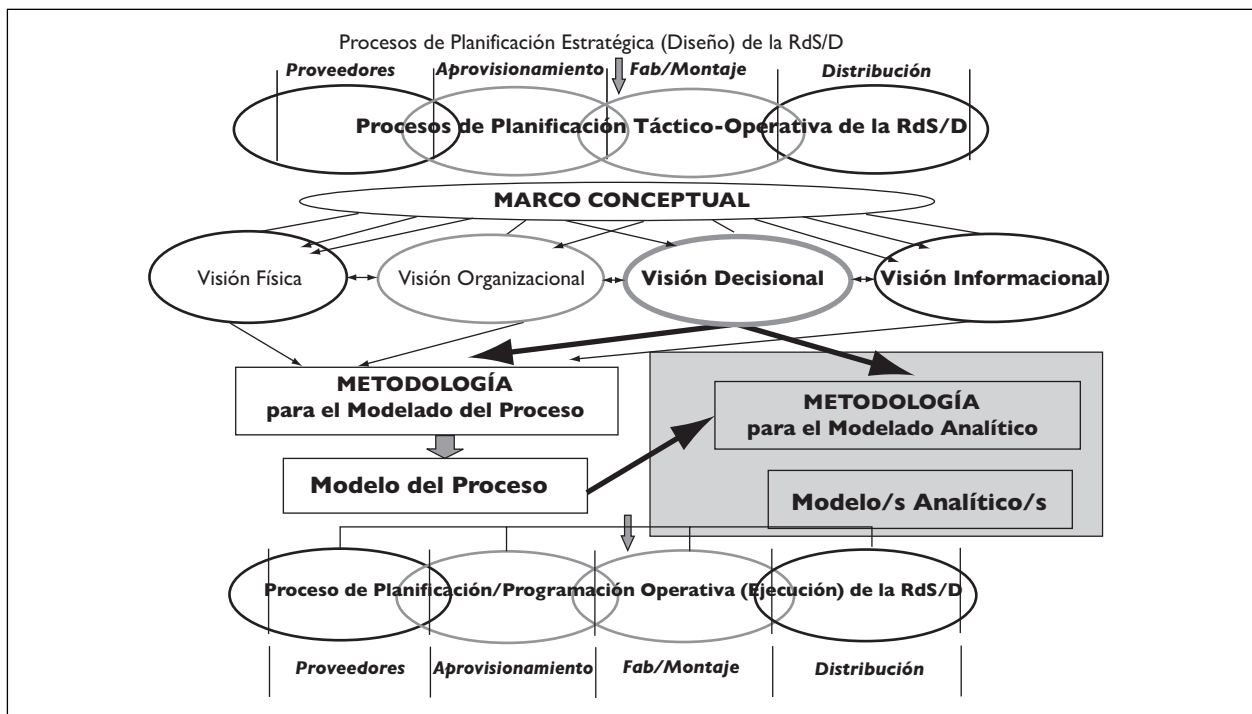 Procesos de Planificación Estratégica (Diseño) de la RdS/D
Proveedores Aprovisionamiento Fab/Montaje Distribución
Procesos de Planificación Táctico-Operativa de la RdS/D
MARCO CONCEPTUAL
Visión Física Visión Organizacional Visión Decisional Visión Informacional
METODOLOGÍA
para el Modelado del Proceso
METODOLOGÍA
para el Modelado Analítico
Modelo del Proceso
Modelo/s Analítico/s
Proceso de Planificación/Programación Operativa (Ejecución) de la RdS/D
Proveedores Aprovisionamiento Fab/Montaje Distribución